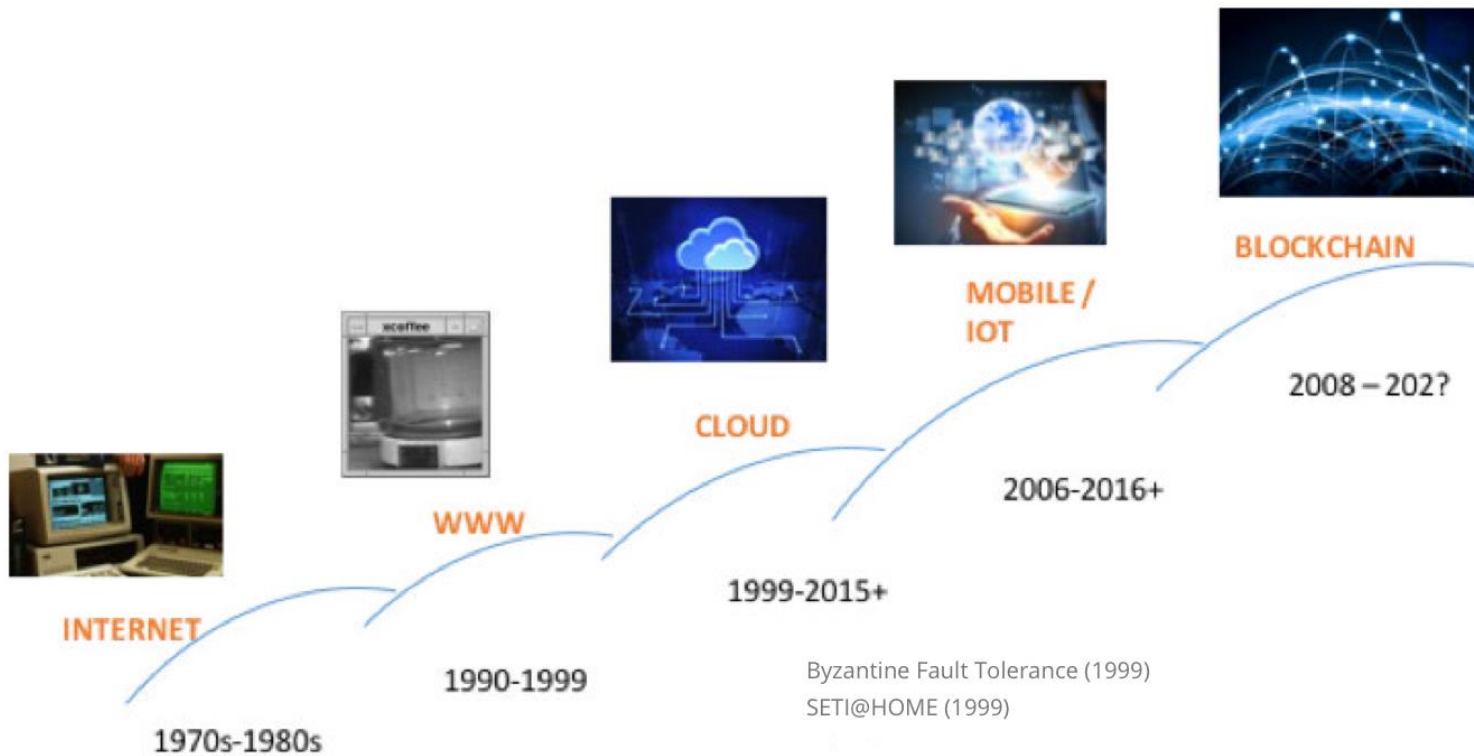 INTERNET
1970s-1980s
xcoffee
WWW
1990-1999
CLOUD
1999-2015+
Byzantine Fault Tolerance (1999)
SETI@HOME (1999)
MOBILE /
IOT
2006-2016+
BLOCKCHAIN
2008 – 202?